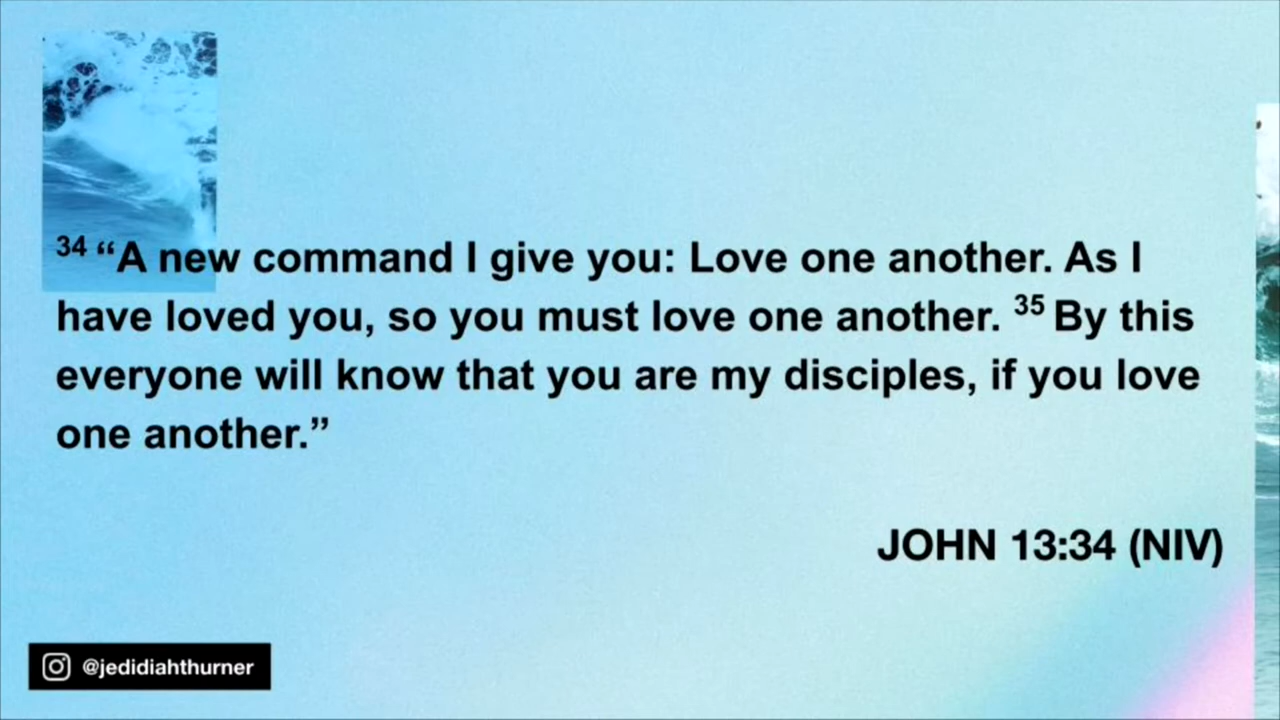 34 “A new command I give you: Love one another. As I
have loved you, so you must love one another. 35 By this
everyone will know that you are my disciples, if you love
one another.”
JOHN 13:34 (NIV)
@jedidiahthurner